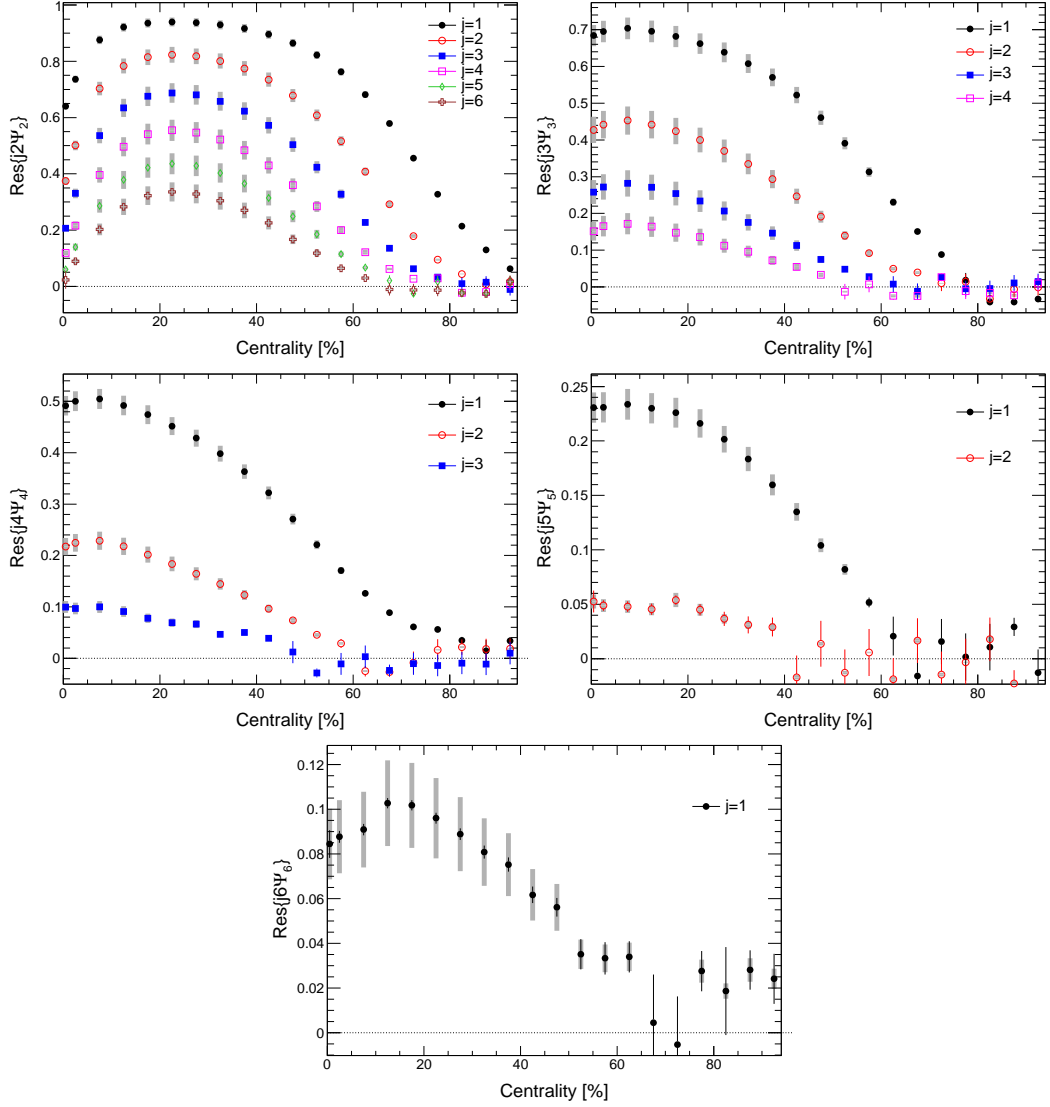 Res{j2Ψ₂}
1
0.8
0.6
0.4
0.2
0
j=1
j=2
j=3
j=4
j=5
j=6
0 20 40 60 80
Centrality [%]
Res{j3Ψ₃}
0.7
0.6
0.5
0.4
0.3
0.2
0.1
0
j=1
j=2
j=3
j=4
0 20 40 60 80
Centrality [%]
Res{j4Ψ₄}
0.5
0.4
0.3
0.2
0.1
0
j=1
j=2
j=3
0 20 40 60 80
Centrality [%]
Res{j5Ψ₅}
0.25
0.2
0.15
0.1
0.05
0
j=1
j=2
0 20 40 60 80
Centrality [%]
Res{j6Ψ₆}
0.12
0.1
0.08
0.06
0.04
0.02
0
j=1
0 20 40 60 80
Centrality [%]